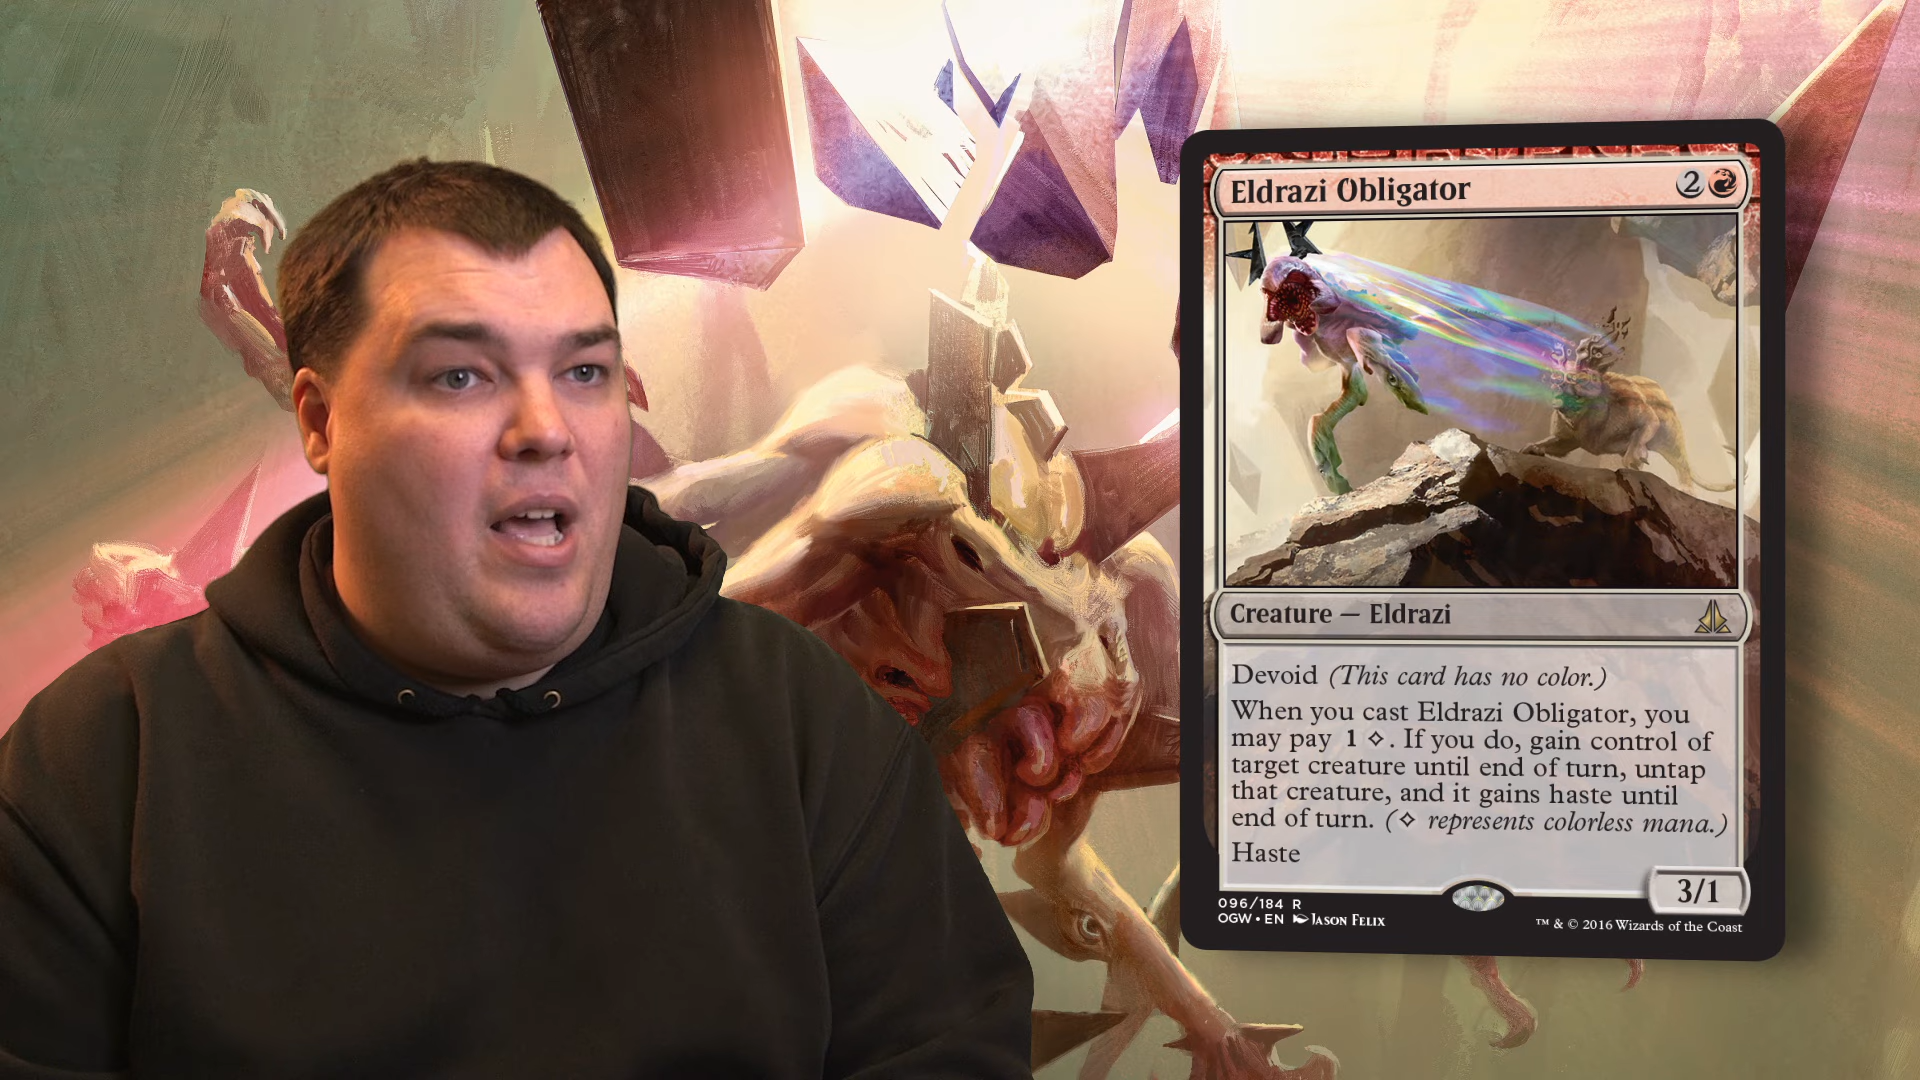 Eldrazi Obligator 2
Creature — Eldrazi
Devoid (This card has no color.)
When you cast Eldrazi Obligator, you
may pay 1 ◇. If you do, gain control of
target creature until end of turn, untap
that creature, and it gains haste until
end of turn. (◇ represents colorless mana.)
Haste
3/1
096/184 R
OGW • EN Jason Felix
™ & © 2016 Wizards of the Coast